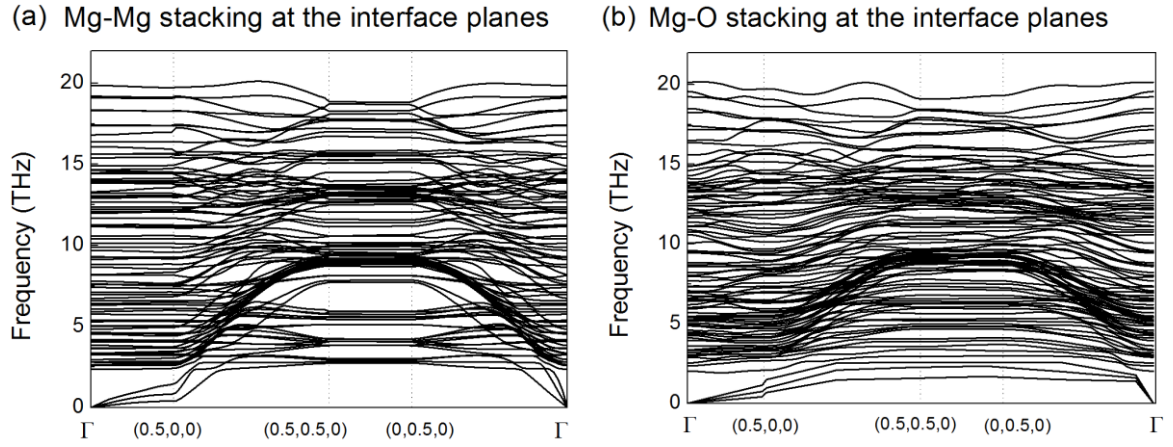 (a) Mg-Mg stacking at the interface planes
(b) Mg-O stacking at the interface planes
Frequency (THz)
20
15
10
5
0
Γ (0.5,0,0) (0.5,0.5,0) (0,0.5,0) Γ
Frequency (THz)
20
15
10
5
0
Γ (0.5,0,0) (0.5,0.5,0) (0,0.5,0) Γ